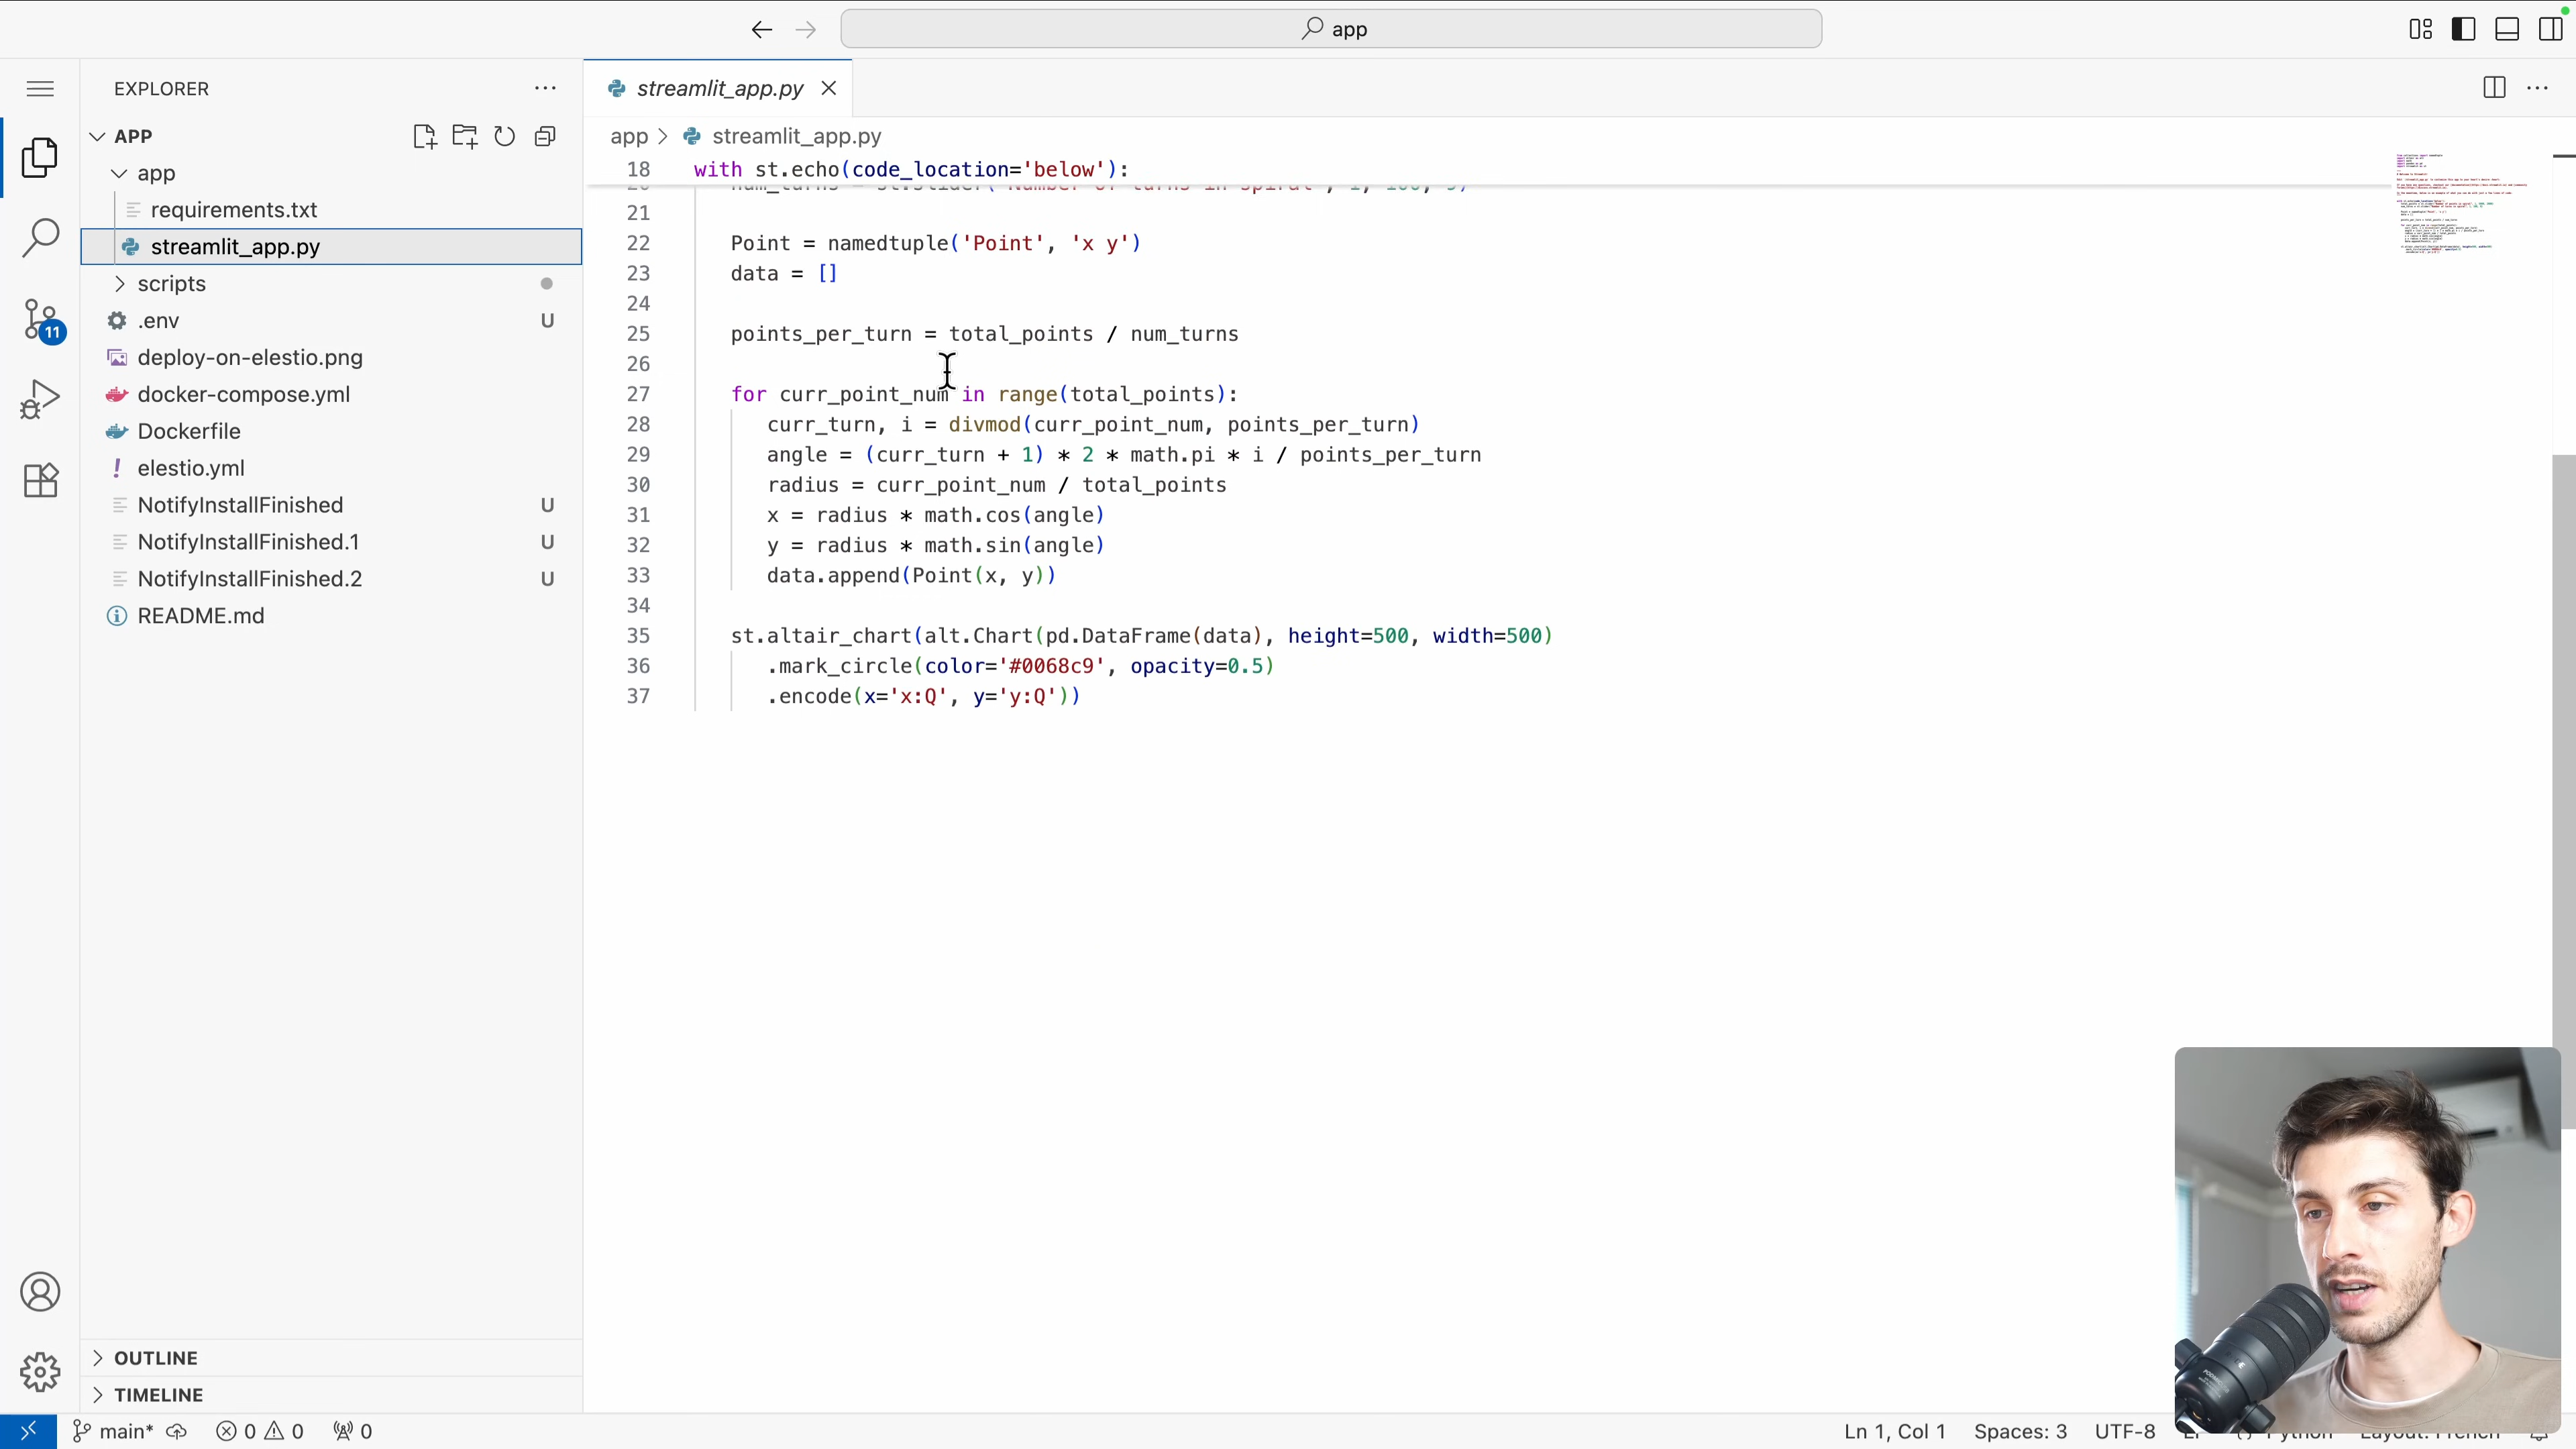 app
EXPLORER
APP
app
requirements.txt
streamlit_app.py
scripts
.env U
deploy-on-elestio.png
docker-compose.yml
Dockerfile
elestio.yml
NotifyInstallFinished U
NotifyInstallFinished.1 U
NotifyInstallFinished.2 U
README.md
OUTLINE
TIMELINE
11
streamlit_app.py
app > streamlit_app.py
18 with st.echo(code_location='below'):
21
22 Point = namedtuple('Point', 'x y')
23 data = []
24
25 points_per_turn = total_points / num_turns
26
27 for curr_point_num in range(total_points):
28 curr_turn, i = divmod(curr_point_num, points_per_turn)
29 angle = (curr_turn + 1) * 2 * math.pi * i / points_per_turn
30 radius = curr_point_num / total_points
31 x = radius * math.cos(angle)
32 y = radius * math.sin(angle)
33 data.append(Point(x, y))
34
35 st.altair_chart(alt.Chart(pd.DataFrame(data), height=500, width=500)
36 .mark_circle(color='#0068c9', opacity=0.5)
37 .encode(x='x:Q', y='y:Q'))
main* 0 0 0
Ln 1, Col 1 Spaces: 3 UTF-8